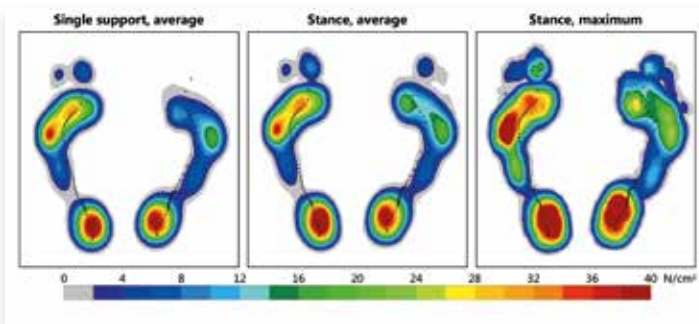 Single support, average
Stance, average
Stance, maximum
0 4 8 12 16 20 24 28 32 36 40 N/cm²